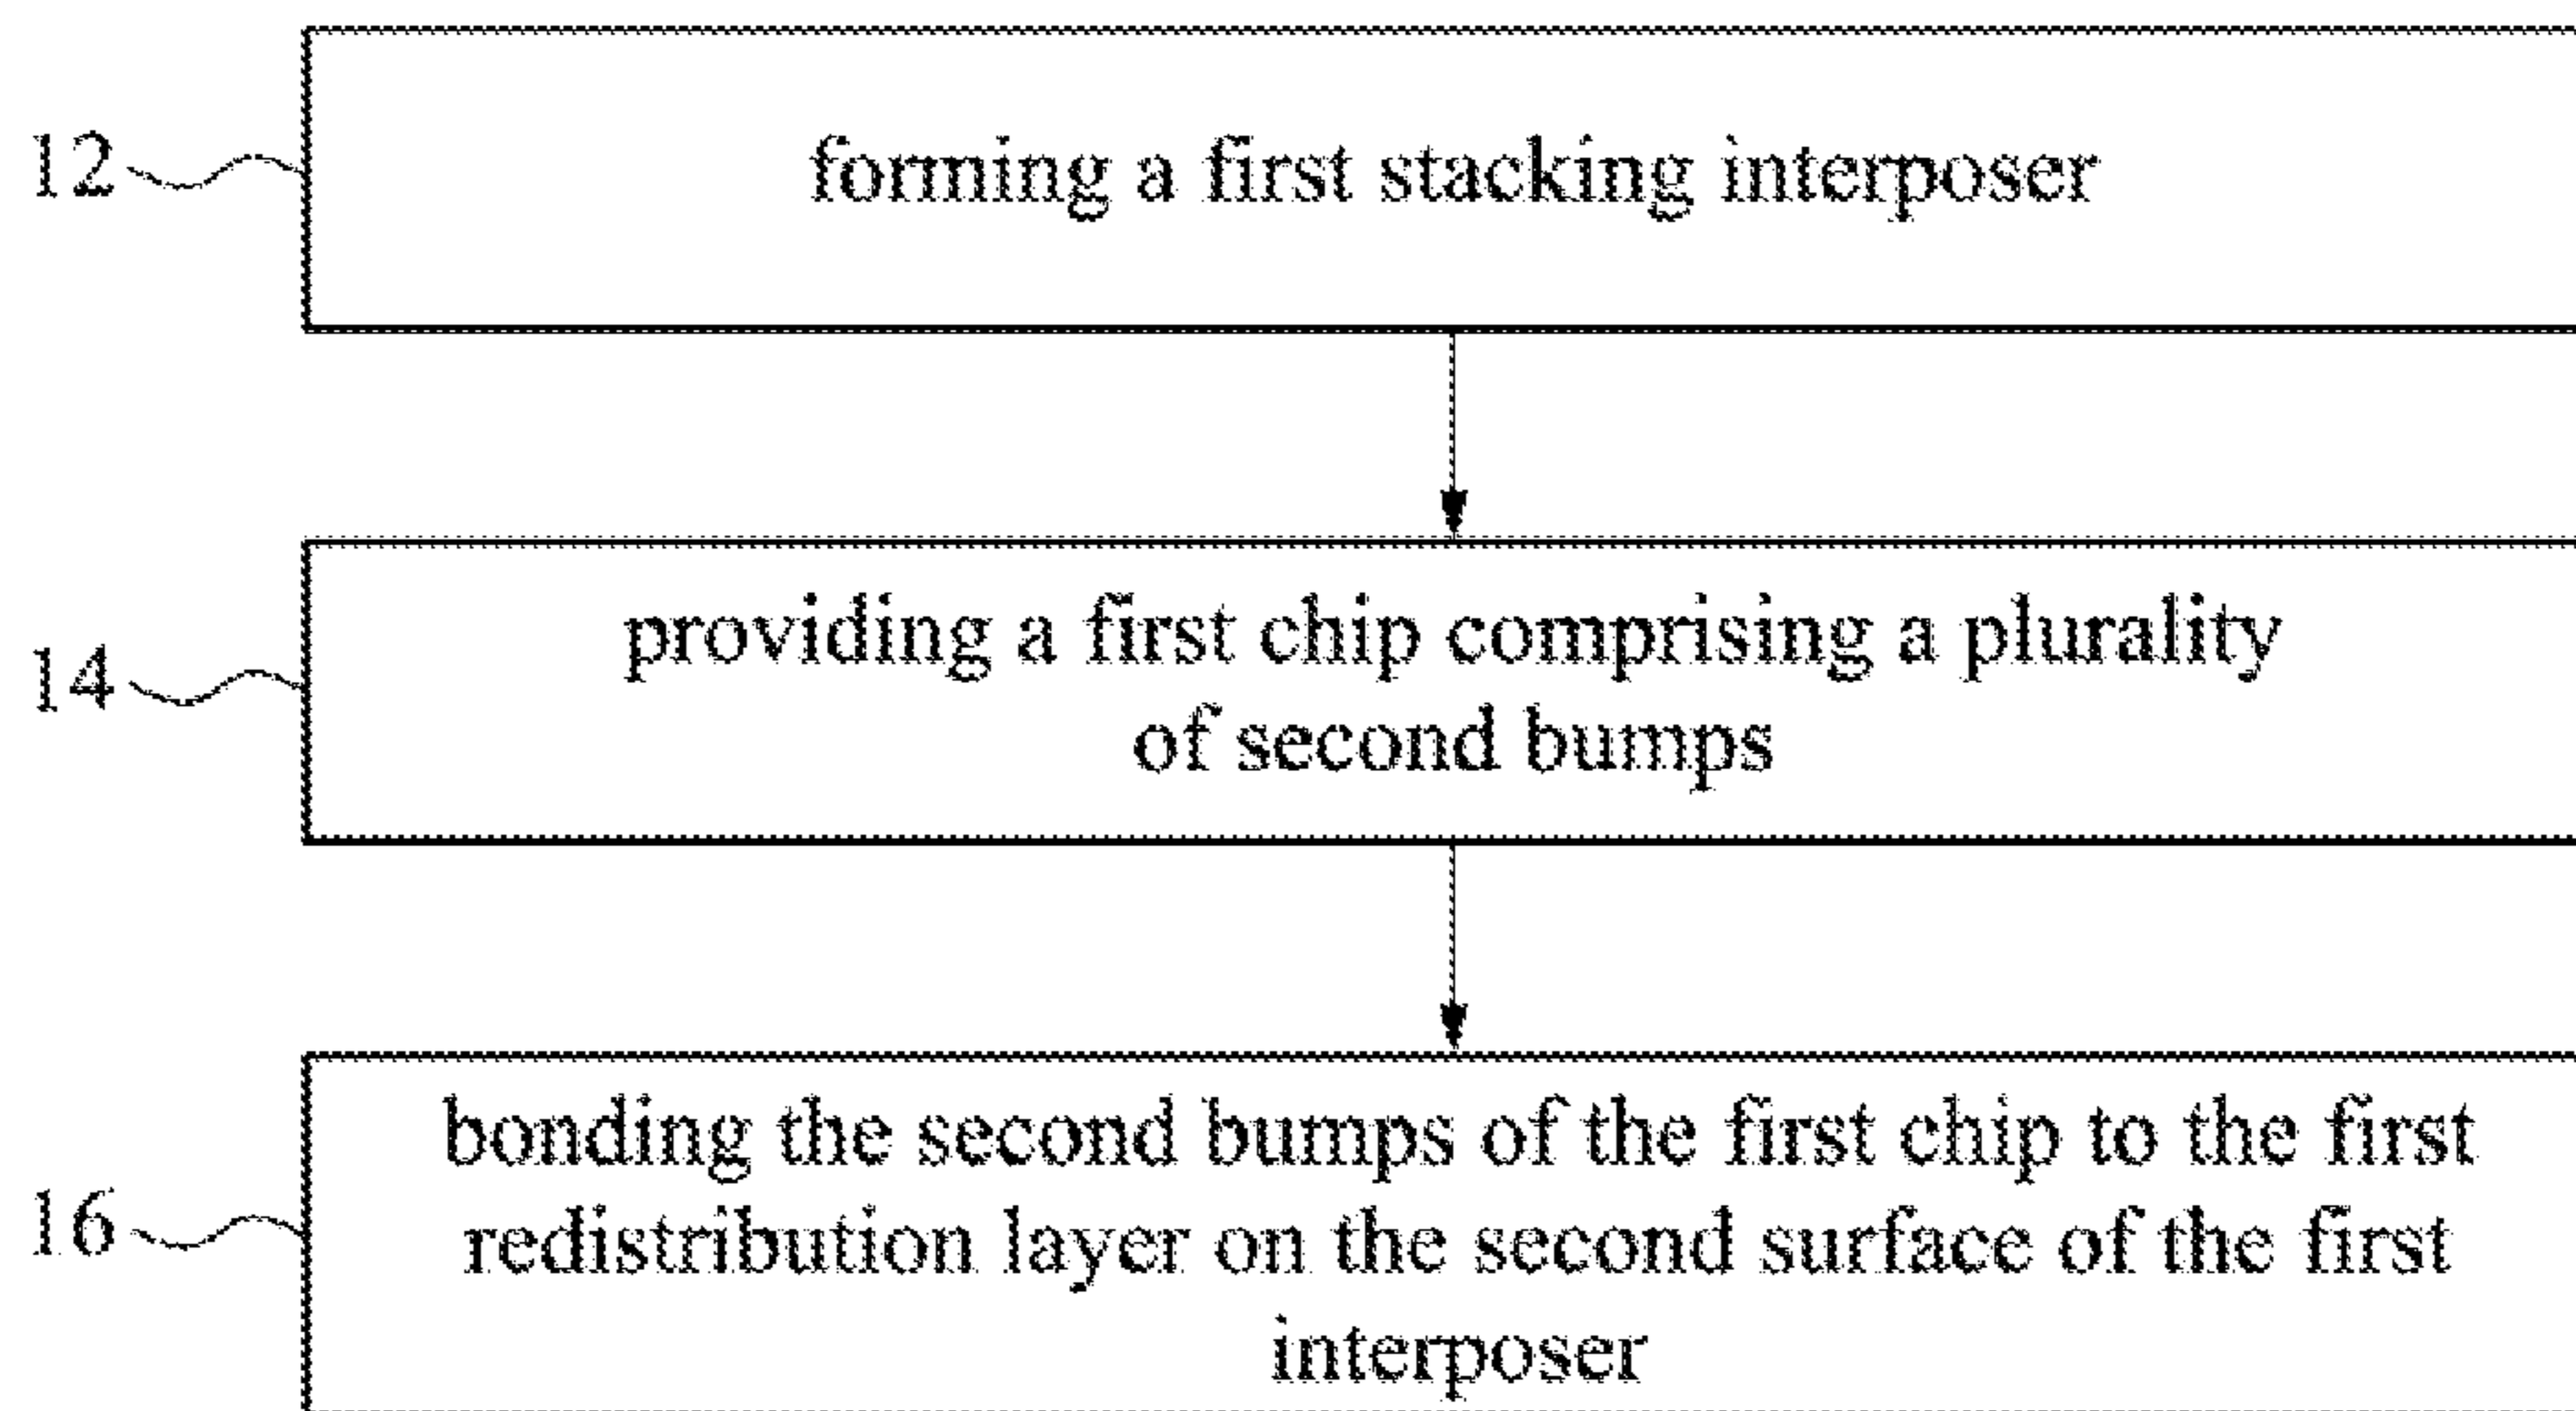 12
forming a first stacking interposer
14
providing a first chip comprising a plurality
of second bumps
16
bonding the second bumps of the first chip to the first
redistribution layer on the second surface of the first
interposer